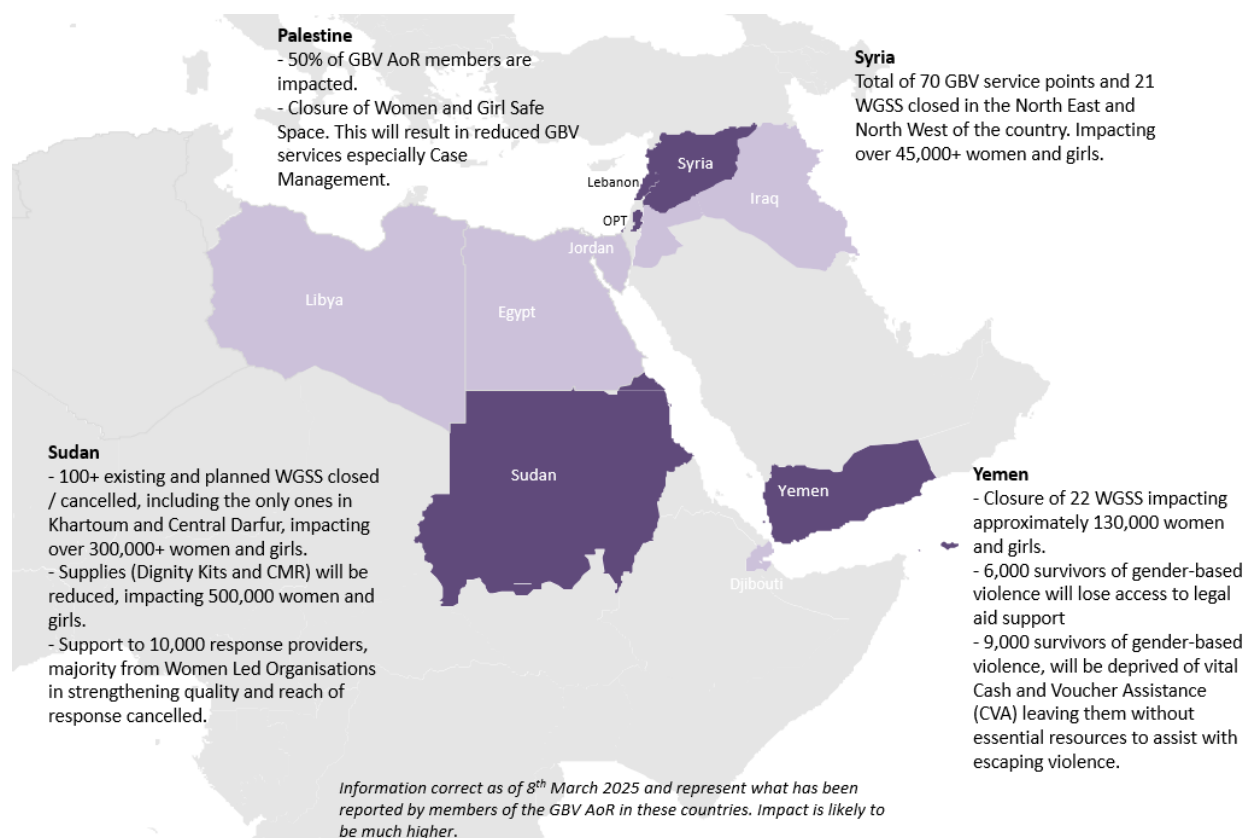 Palestine
- 50% of GBV AoR members are
impacted.
- Closure of Women and Girl Safe
Space. This will result in reduced GBV
services especially Case
Management.
Syria
Total of 70 GBV service points and 21
WGSS closed in the North East and
North West of the country. Impacting
over 45,000+ women and girls.
Syria
Lebanon
Iraq
OPT
Jordan
Libya
Egypt
Sudan
- 100+ existing and planned WGSS closed
/ cancelled, including the only ones in
Khartoum and Central Darfur, impacting
over 300,000+ women and girls.
- Supplies (Dignity Kits and CMR) will be
reduced, impacting 500,000 women and
girls.
- Support to 10,000 response providers,
majority from Women Led Organisations
in strengthening quality and reach of
response cancelled.
Sudan
Yemen
Djibouti
Yemen
- Closure of 22 WGSS impacting
approximately 130,000 women
and girls.
- 6,000 survivors of gender-based
violence will lose access to legal
aid support
- 9,000 survivors of gender-based
violence, will be deprived of vital
Cash and Voucher Assistance
(CVA) leaving them without
essential resources to assist with
escaping violence.
Information correct as of 8th March 2025 and represent what has been
reported by members of the GBV AoR in these countries. Impact is likely to
be much higher.